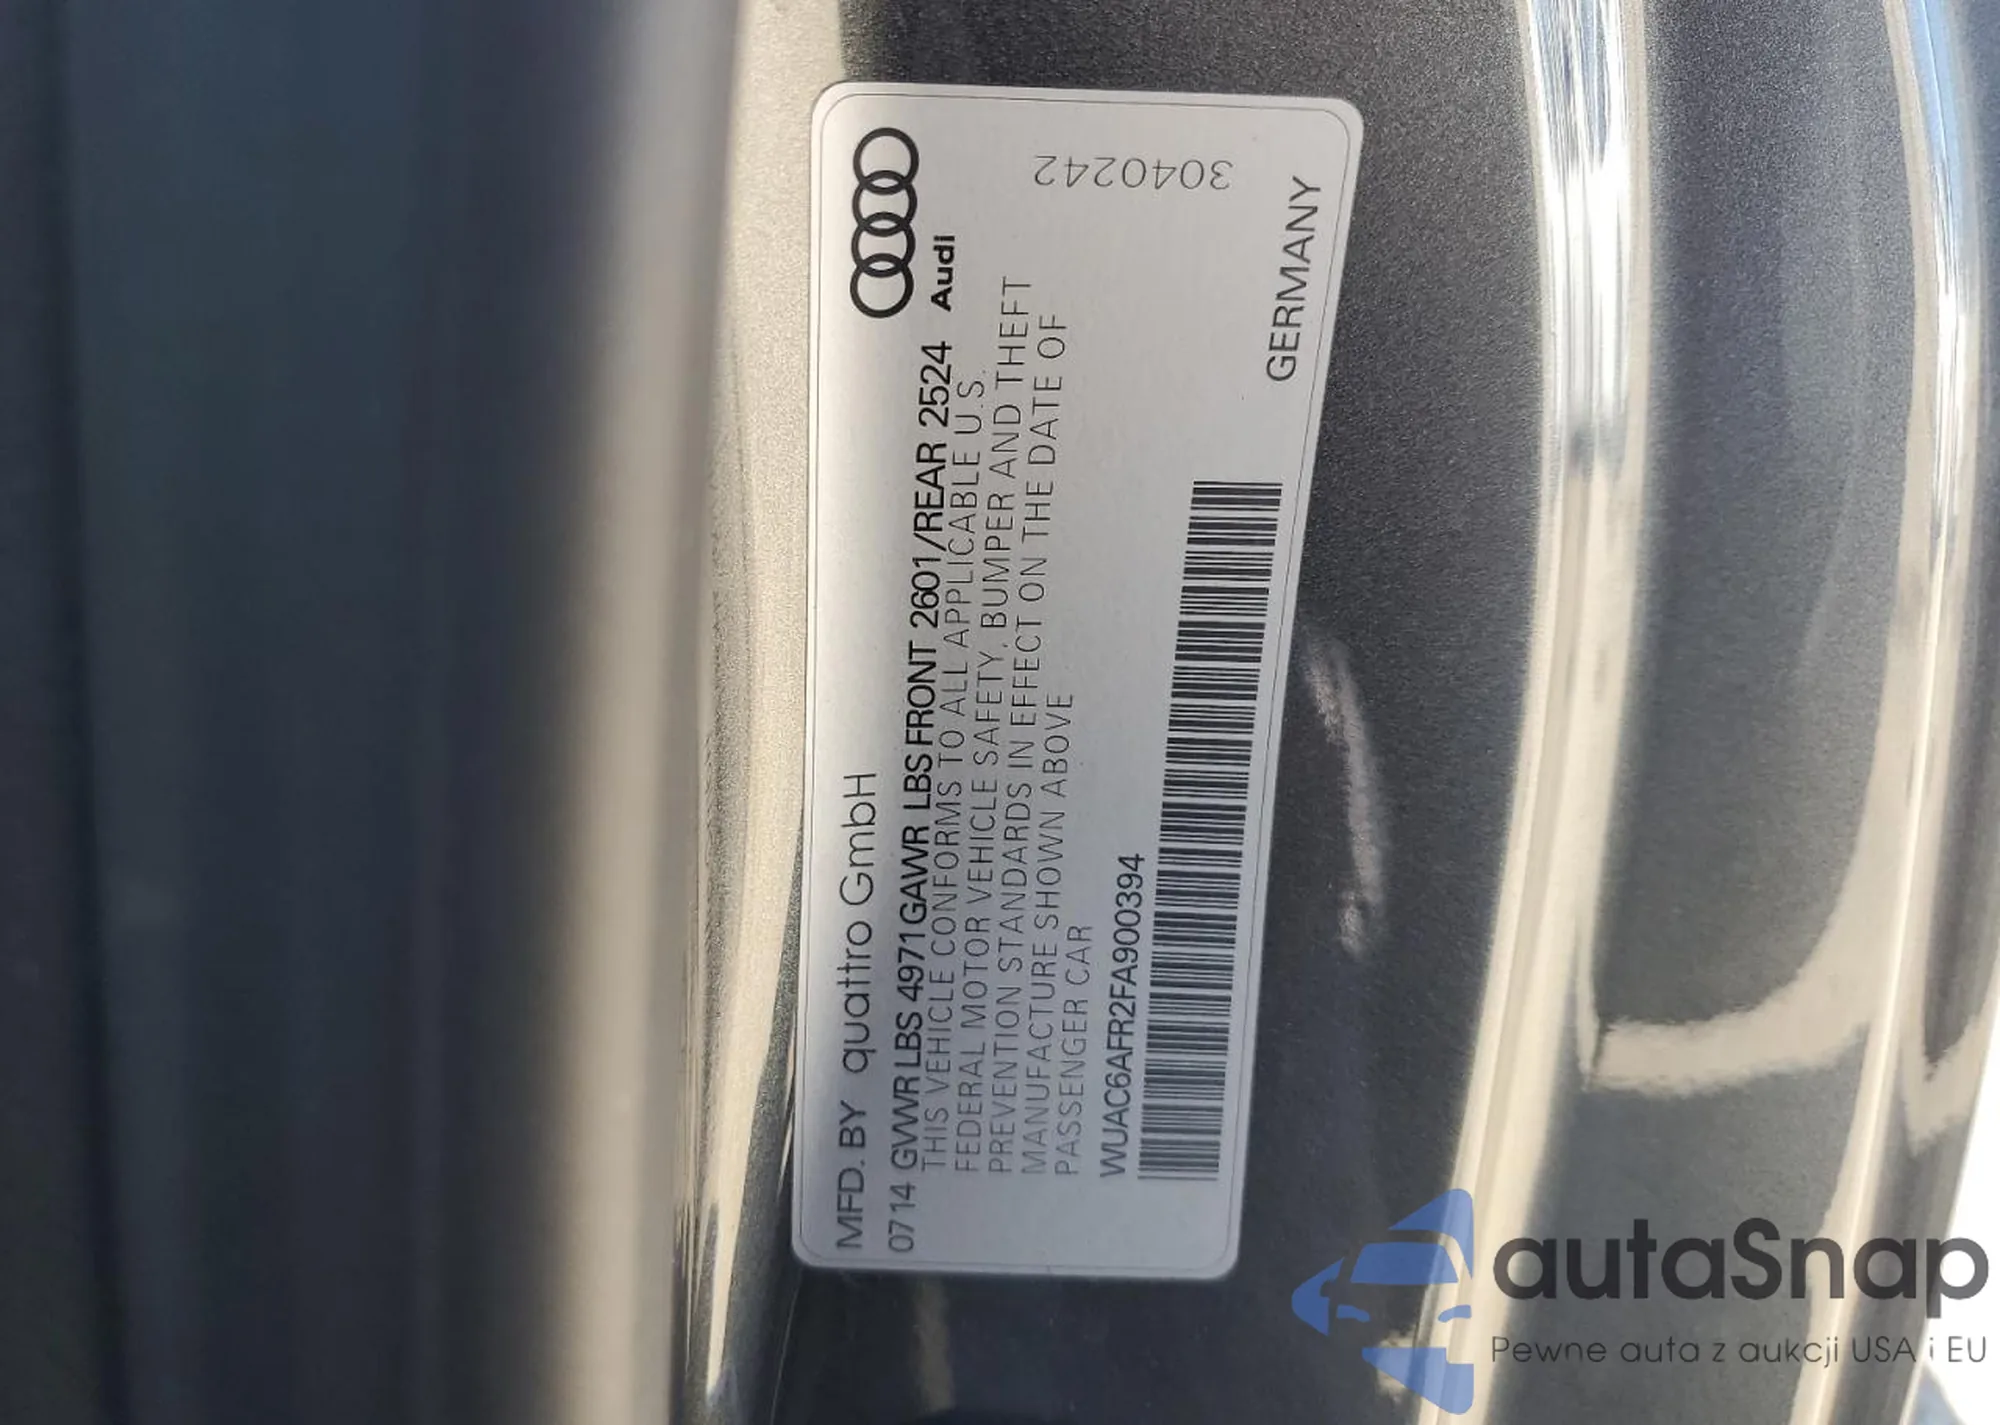 MFD. BY quattro GmbH
0714 GVWR LBS 4971 GAWR LBS FRONT 2601/REAR 2524
Audi
THIS VEHICLE CONFORMS TO ALL APPLICABLE U.S.
FEDERAL MOTOR VEHICLE SAFETY, BUMPER AND THEFT
PREVENTION STANDARDS IN EFFECT ON THE DATE OF
MANUFACTURE SHOWN ABOVE
PASSENGER CAR
3040242
WUAC6AFR2FA900394
GERMANY
autaSnap
Pewne auta z aukcji USA i EU